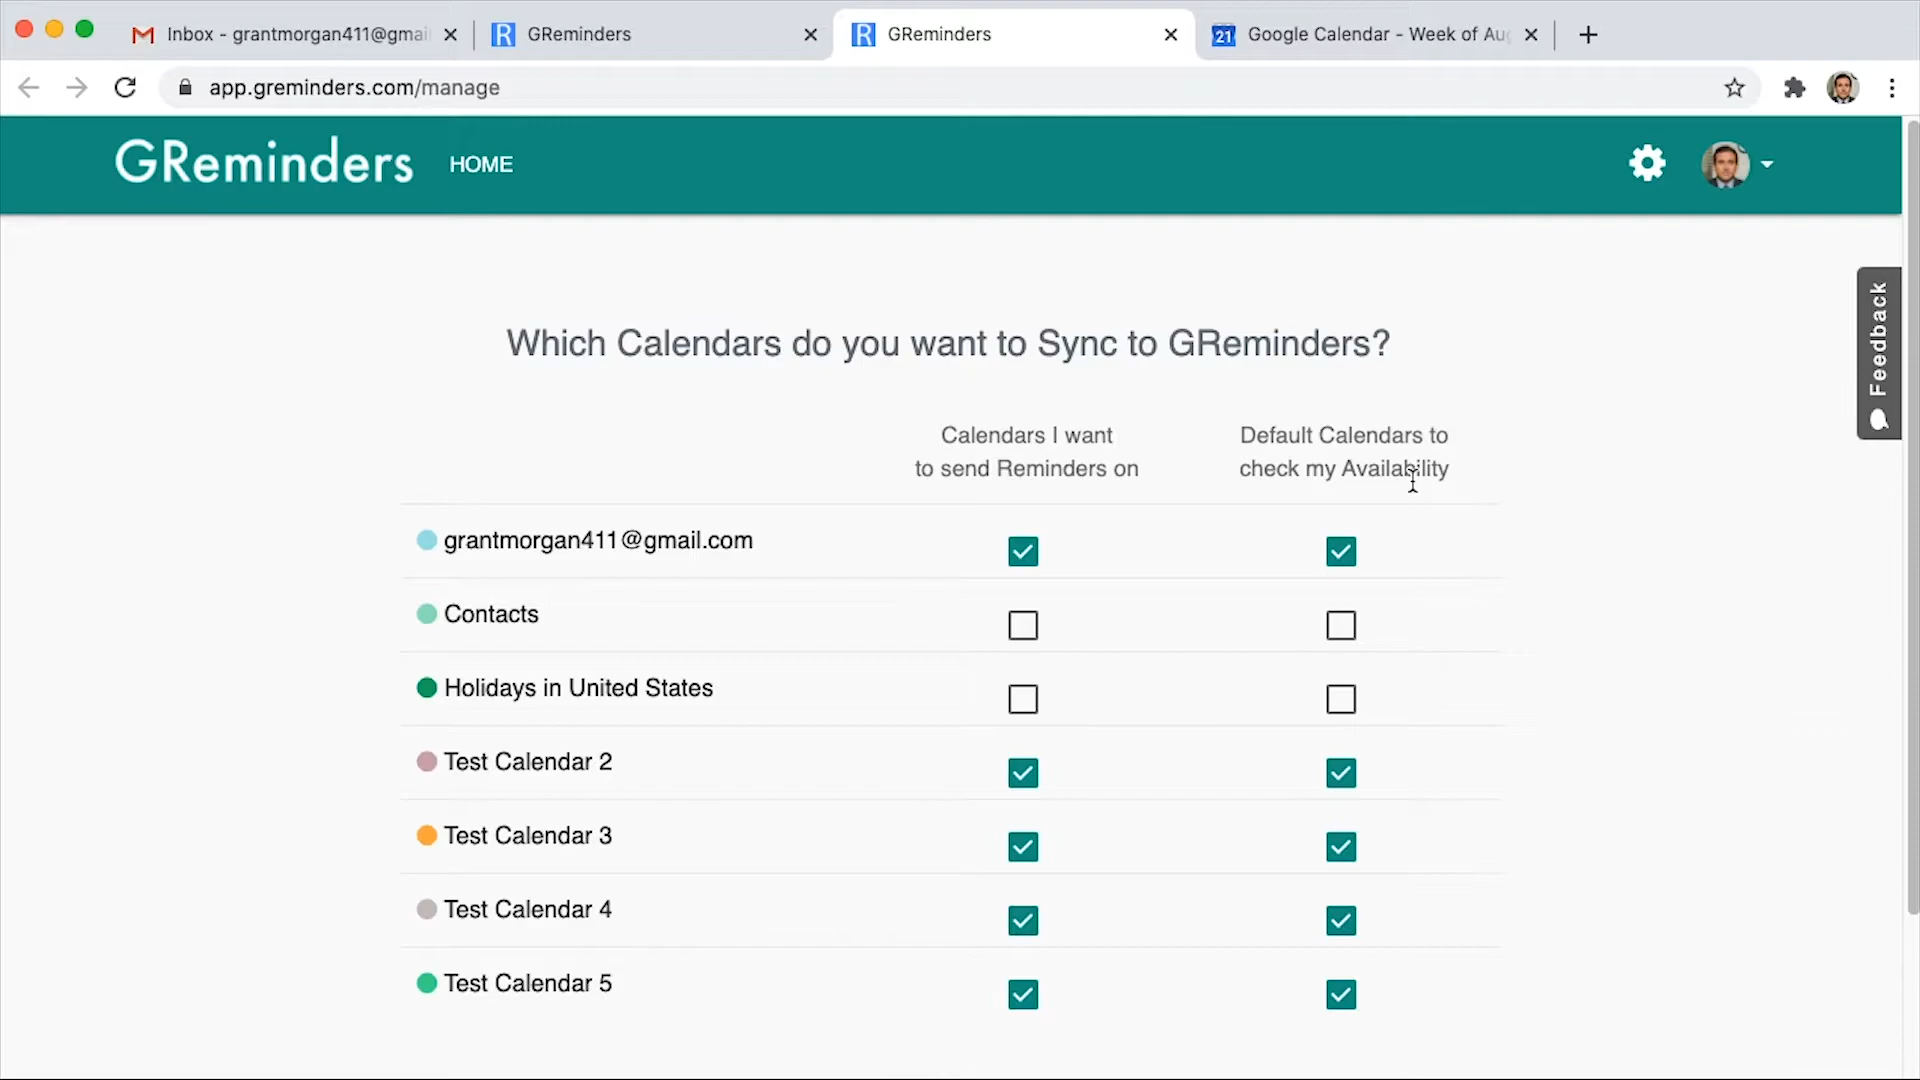 Inbox - grantmorgan411@gmai
GReminders
GReminders
Google Calendar - Week of Aug
app.greminders.com/manage
GReminders
HOME
Feedback
Which Calendars do you want to Sync to GReminders?
Calendars I want
to send Reminders on
Default Calendars to
check my Availability
grantmorgan411@gmail.com
Contacts
Holidays in United States
Test Calendar 2
Test Calendar 3
Test Calendar 4
Test Calendar 5